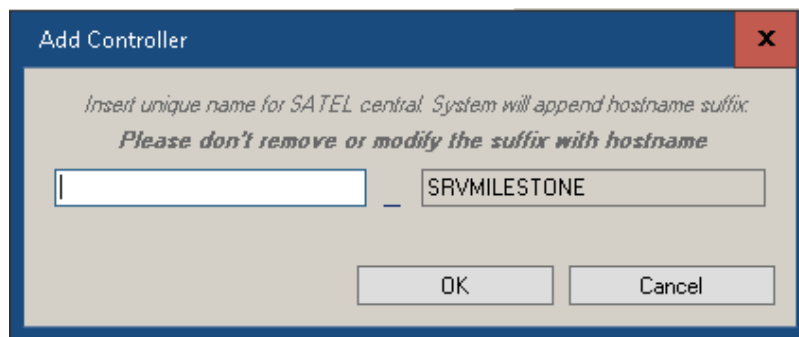 Add Controller
x
Insert unique name for SATEL central. System will append hostname suffix.
Please don't remove or modify the suffix with hostname
_ SRVMILESTONE
OK Cancel